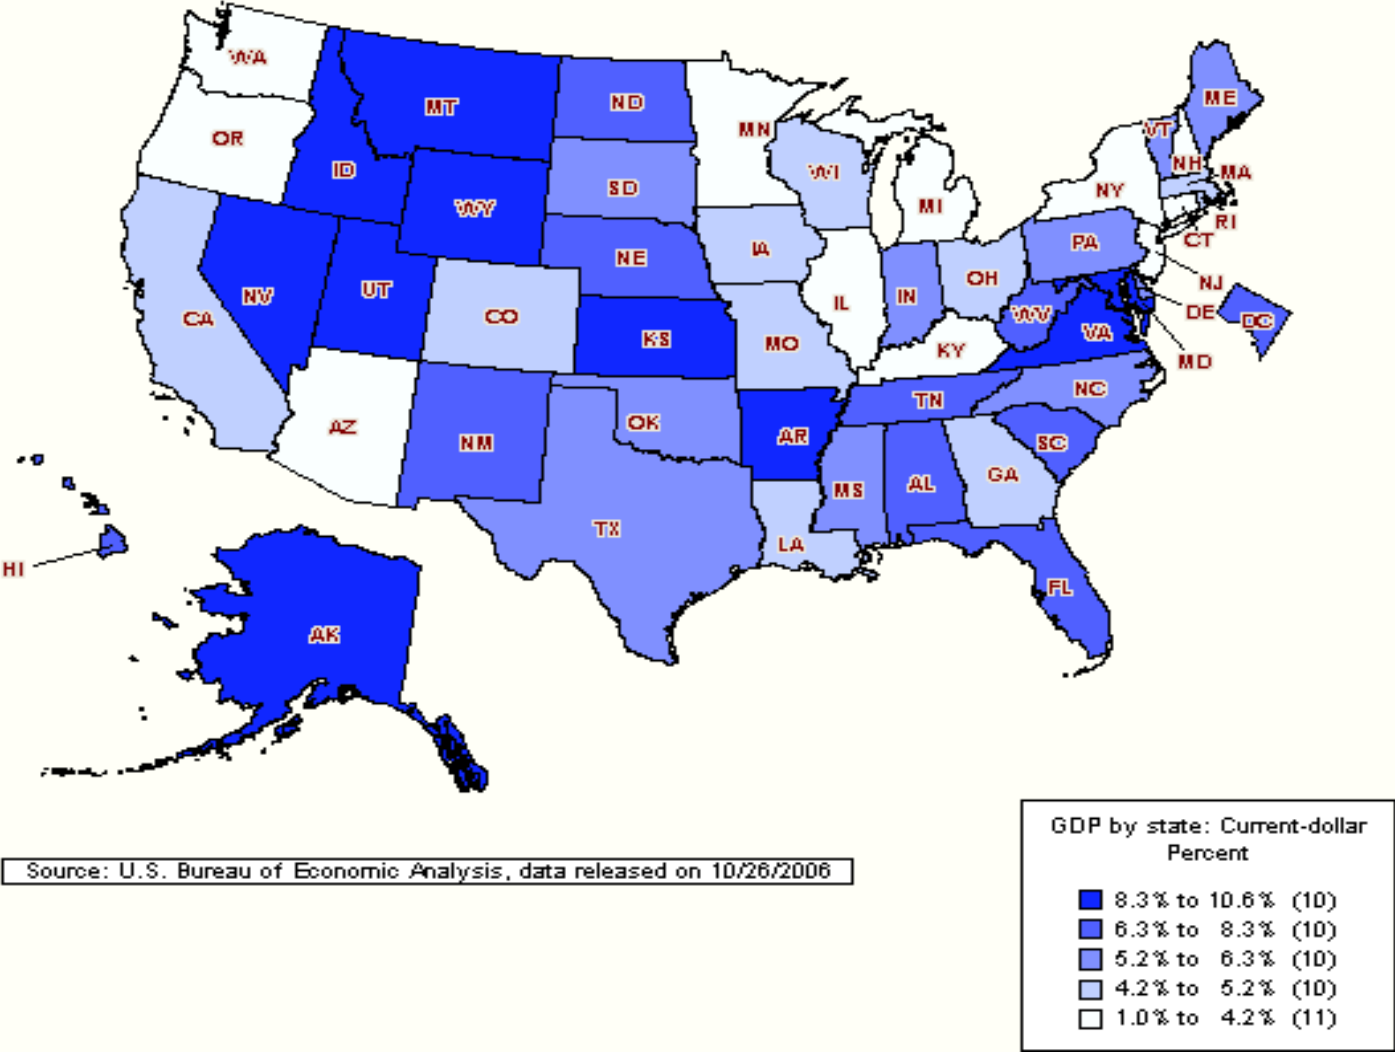 WA
MT
ND
MN
ME
VT
OR
ID
SD
WI
NH
MA
WY
NY
MI
RI
NE
IA
PA
CT
NV
UT
OH
NJ
IL
IN
DE
CA
CO
WV
DC
KS
MO
VA
KY
MD
TN
NC
AZ
NM
OK
AR
SC
MS
AL
GA
TX
LA
HI
FL
AK
GDP by state: Current-dollar
Percent
Source: U.S. Bureau of Economic Analysis, data released on 10/26/2006
8.3% to 10.6% (10)
6.3% to 8.3% (10)
5.2% to 6.3% (10)
4.2% to 5.2% (10)
1.0% to 4.2% (11)